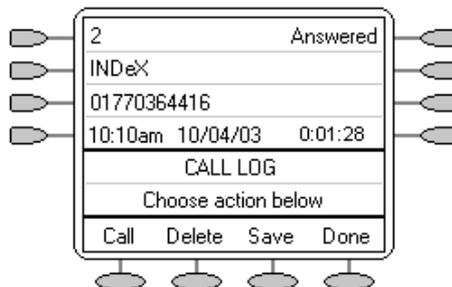 2 Answered
INDeX
01770364416
10:10am 10/04/03 0:01:28
CALL LOG
Choose action below
Call Delete Save Done